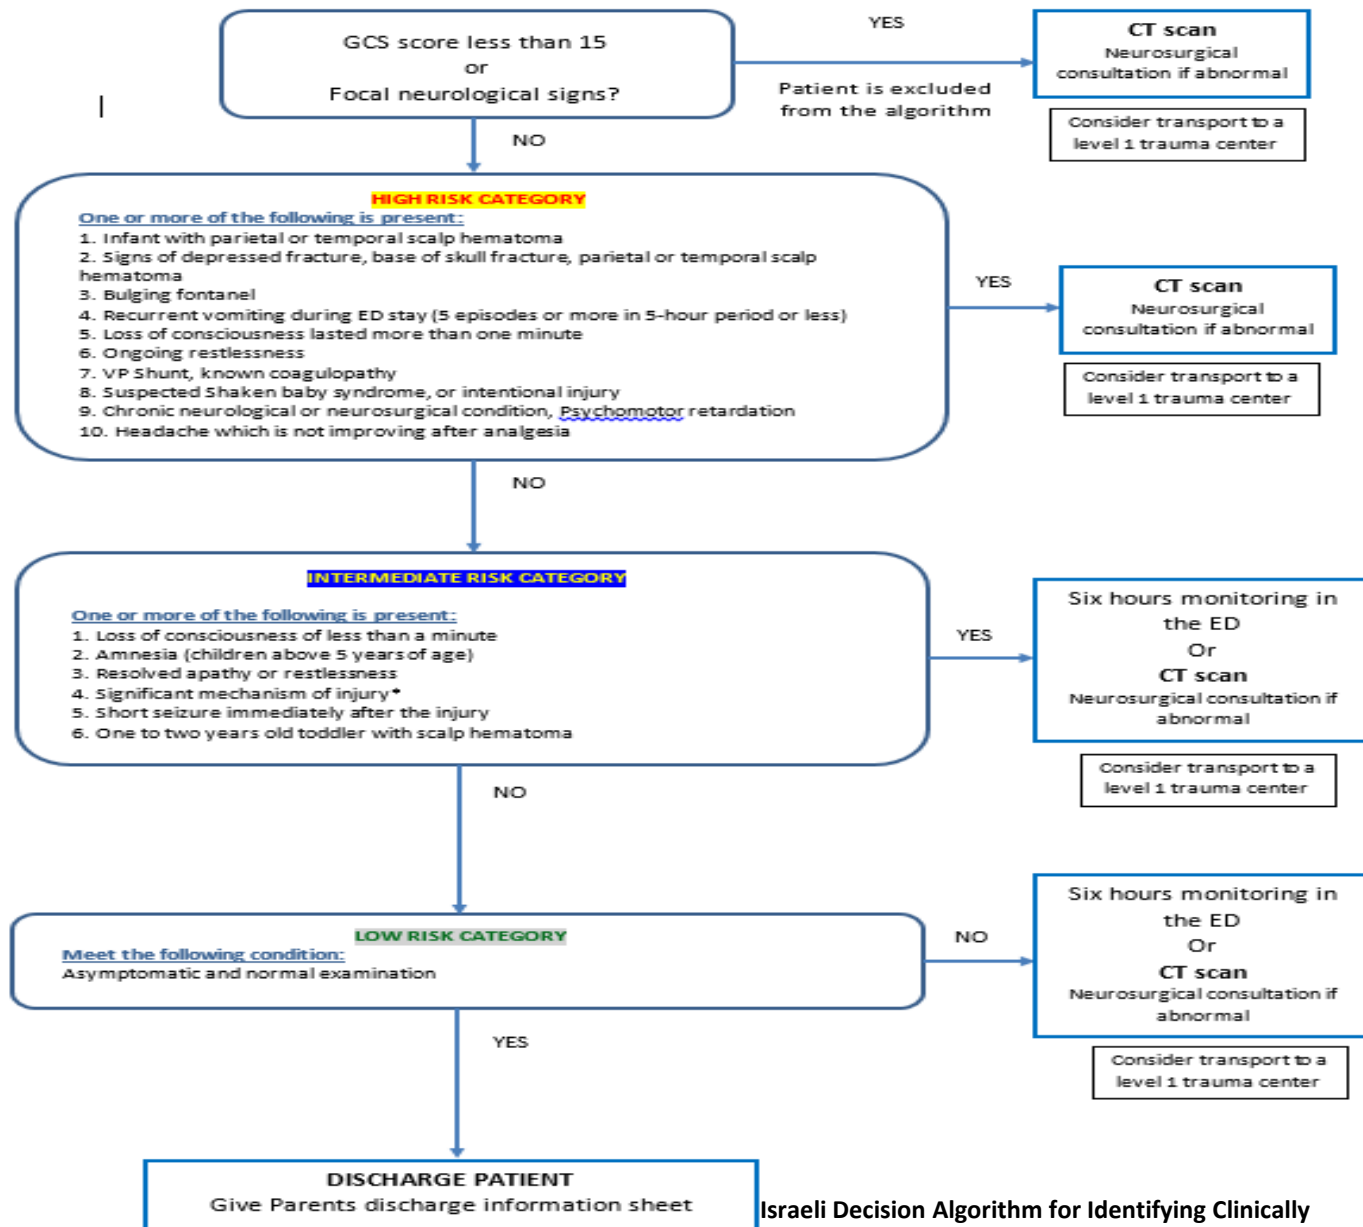 GCS score less than 15
or
Focal neurological signs?
YES
Patient is excluded
from the algorithm
CT scan
Neurosurgical
consultation if abnormal
Consider transport to a
level 1 trauma center
NO
HIGH RISK CATEGORY
One or more of the following is present:
1. Infant with parietal or temporal scalp hematoma
2. Signs of depressed fracture, base of skull fracture, parietal or temporal scalp
hematoma
3. Bulging fontanel
4. Recurrent vomiting during ED stay (5 episodes or more in 5-hour period or less)
5. Loss of consciousness lasted more than one minute
6. Ongoing restlessness
7. VP Shunt, known coagulopathy
8. Suspected Shaken baby syndrome, or intentional injury
9. Chronic neurological or neurosurgical condition, Psychomotor retardation
10. Headache which is not improving after analgesia
YES
CT scan
Neurosurgical
consultation if abnormal
Consider transport to a
level 1 trauma center
NO
INTERMEDIATE RISK CATEGORY
One or more of the following is present:
1. Loss of consciousness of less than a minute
2. Amnesia (children above 5 years of age)
3. Resolved apathy or restlessness
4. Significant mechanism of injury*
5. Short seizure immediately after the injury
6. One to two years old toddler with scalp hematoma
YES
Six hours monitoring in
the ED
Or
CT scan
Neurosurgical consultation if
abnormal
Consider transport to a
level 1 trauma center
NO
LOW RISK CATEGORY
Meet the following condition:
Asymptomatic and normal examination
NO
Six hours monitoring in
the ED
Or
CT scan
Neurosurgical consultation if
abnormal
Consider transport to a
level 1 trauma center
YES
DISCHARGE PATIENT
Give Parents discharge information sheet
Israeli Decision Algorithm for Identifying Clinically